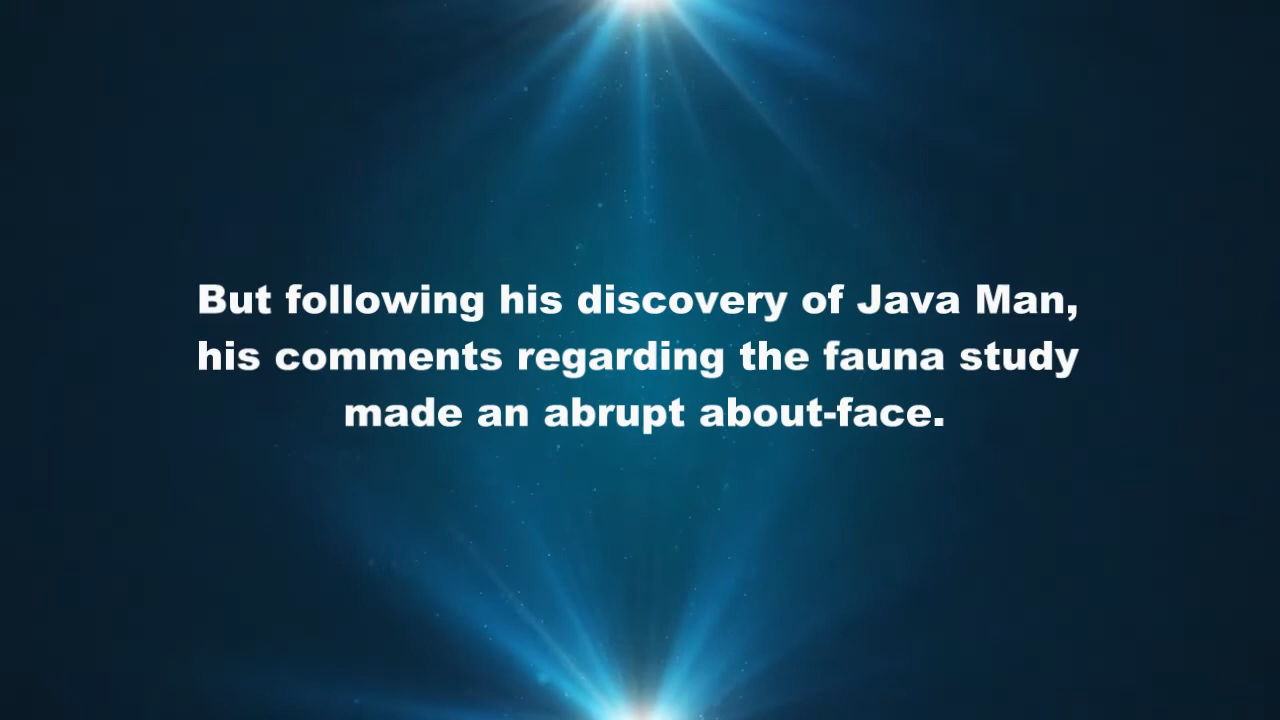 But following his discovery of Java Man,
his comments regarding the fauna study
made an abrupt about-face.